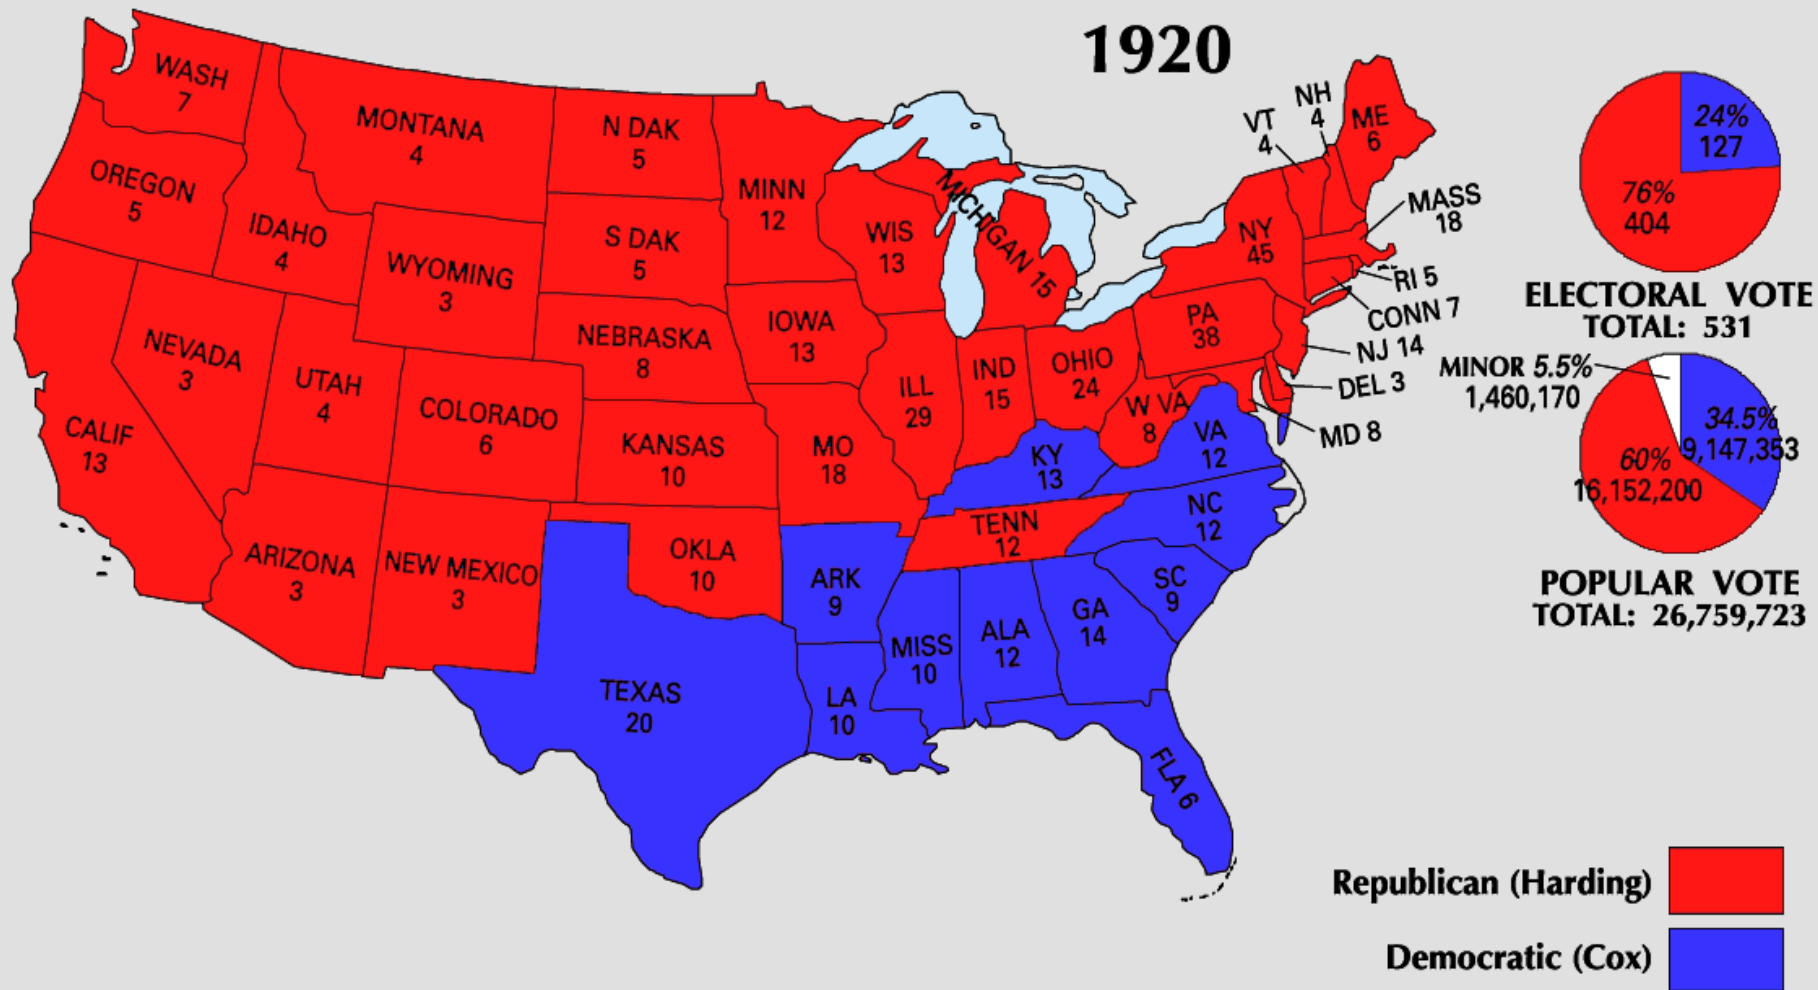 1920
WASH
7
OREGON
5
CALIF
13
NEVADA
3
IDAHO
4
MONTANA
4
WYOMING
3
UTAH
4
COLORADO
6
ARIZONA
3
NEW MEXICO
3
N DAK
5
S DAK
5
NEBRASKA
8
KANSAS
10
OKLA
10
TEXAS
20
MINN
12
IOWA
13
MO
18
ARK
9
LA
10
WIS
13
ILL
29
MICHIGAN 15
IND
15
OHIO
24
KY
13
TENN
12
MISS
10
ALA
12
GA
14
FLA 6
SC
9
NC
12
VA
12
W VA
8
PA
38
NY
45
VT
4
NH
4
ME
6
MASS
18
RI 5
CONN 7
NJ 14
DEL 3
MD 8
24%
127
76%
404
ELECTORAL VOTE
TOTAL: 531
MINOR 5.5%
1,460,170
34.5%
9,147,353
60%
16,152,200
POPULAR VOTE
TOTAL: 26,759,723
Republican (Harding)
Democratic (Cox)